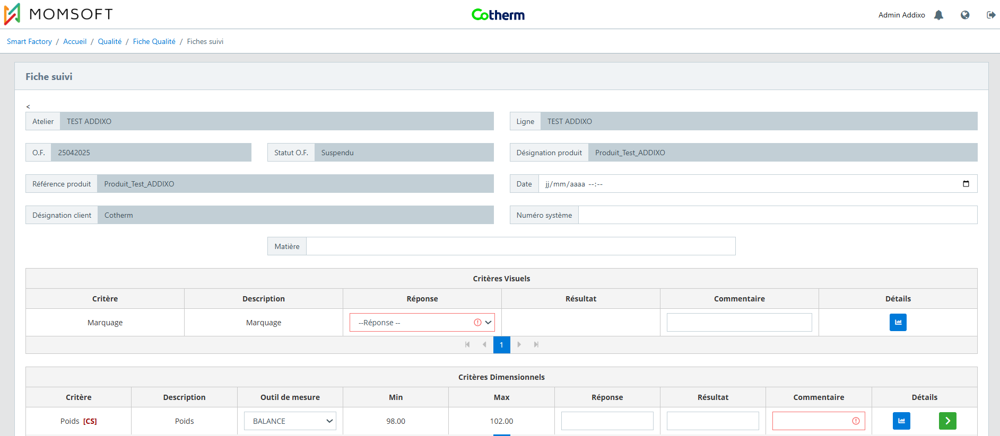 MOMSOFT
Cotherm
Admin Addixo
Smart Factory / Accueil / Qualité / Fiche Qualité / Fiches suivi
Fiche suivi
<
Atelier TEST ADDIXO
Ligne TEST ADDIXO
O.F. 25042025
Statut O.F. Suspendu
Désignation produit Produit_Test_ADDIXO
Référence produit Produit_Test_ADDIXO
Date jj/mm/aaaa --:--
Désignation client Cotherm
Numéro système
Matière
Critères Visuels
Critère Description Réponse Résultat Commentaire Détails
Marquage Marquage --Réponse --
1
Critères Dimensionnels
Critère Description Outil de mesure Min Max Réponse Résultat Commentaire Détails
Poids [CS] Poids BALANCE 98.00 102.00